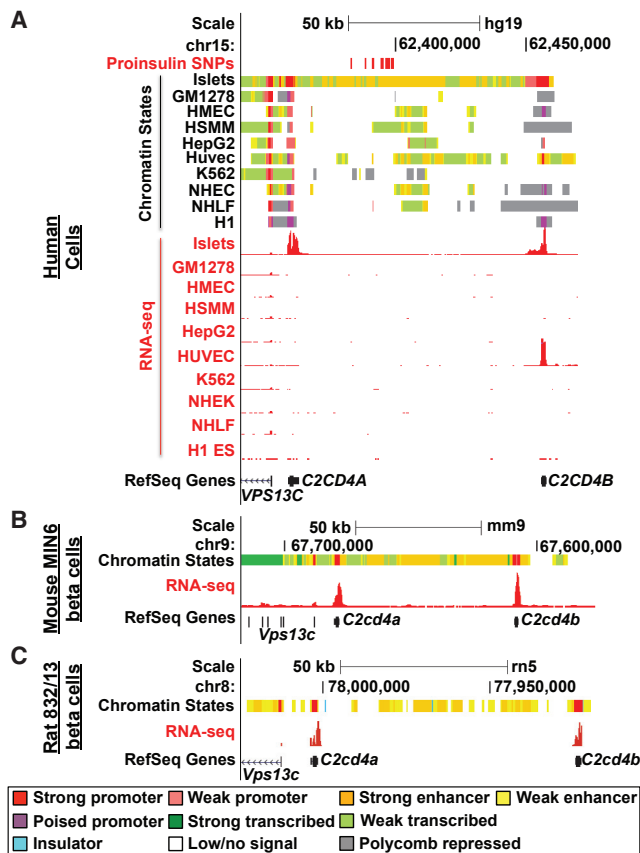 A
Scale 50 kb hg19
chr15: 62,400,000 62,450,000
Proinsulin SNPs
Human Cells
Chromatin States
Islets
GM1278
HMEC
HSMM
HepG2
Huvec
K562
NHEC
NHLF
H1
RNA-seq
Islets
GM1278
HMEC
HSMM
HepG2
HUVEC
K562
NHEK
NHLF
H1 ES
RefSeq Genes C2CD4A C2CD4B
VPS13C
B
Mouse MIN6 beta cells
Scale 50 kb mm9
chr9: 67,700,000 67,600,000
Chromatin States
RNA-seq
RefSeq Genes C2cd4a C2cd4b
Vps13c
C
Rat 832/13 beta cells
Scale 50 kb rn5
chr8: 78,000,000 77,950,000
Chromatin States
RNA-seq
RefSeq Genes C2cd4a C2cd4b
Vps13c
Strong promoter Weak promoter Strong enhancer Weak enhancer
Poised promoter Strong transcribed Weak transcribed
Insulator Low/no signal Polycomb repressed